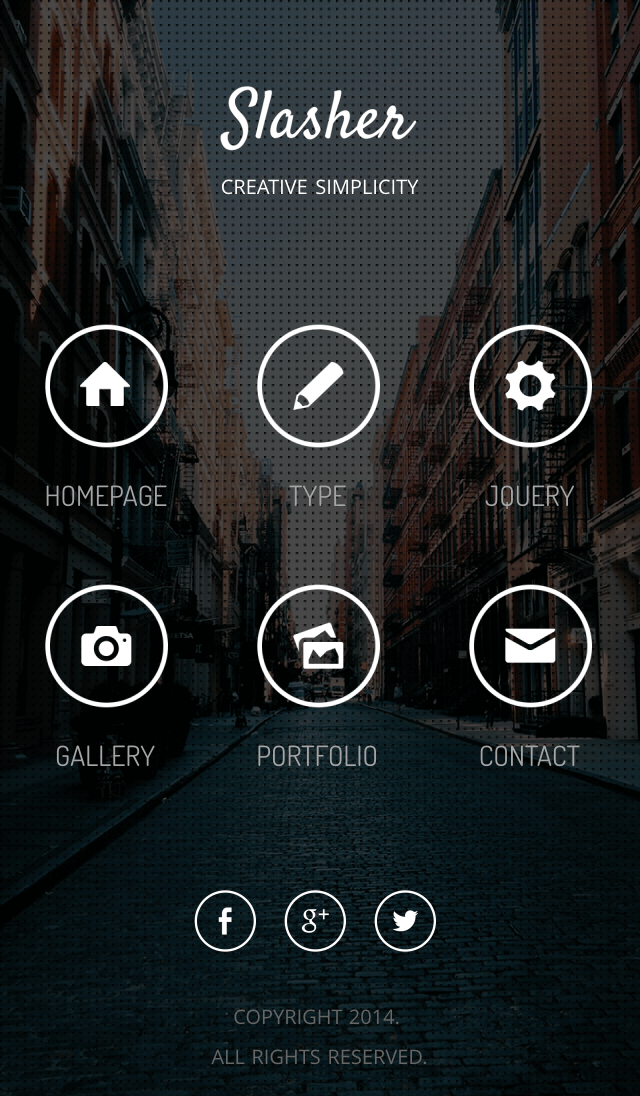 Slasher
CREATIVE SIMPLICITY
HOMEPAGE TYPE JQUERY
GALLERY PORTFOLIO CONTACT
f g+
COPYRIGHT 2014.
ALL RIGHTS RESERVED.